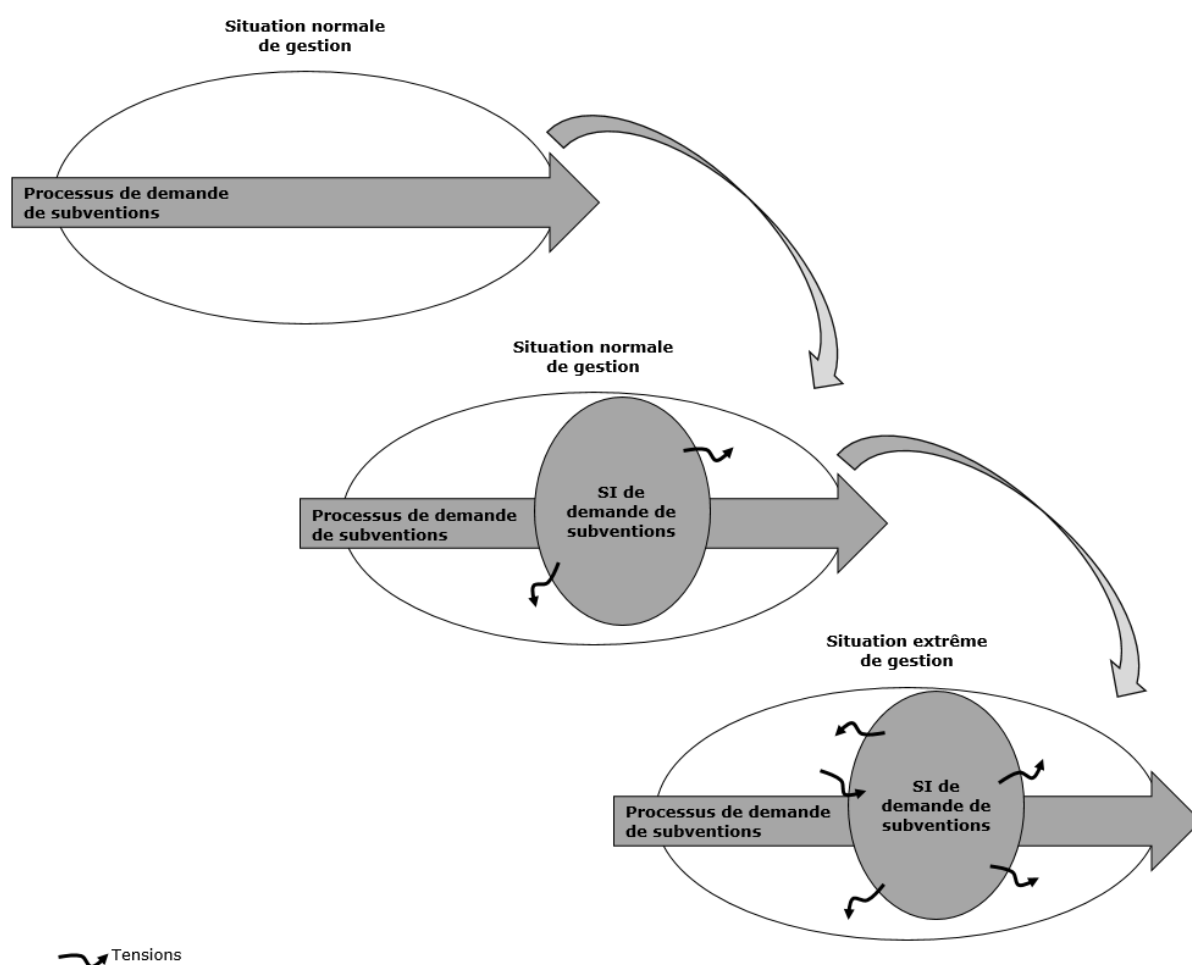 Situation normale
de gestion
Processus de demande
de subventions
Situation normale
de gestion
SI de
demande de
subventions
Processus de demande
de subventions
Situation extrême
de gestion
SI de
demande de
subventions
Processus de demande
de subventions
Tensions